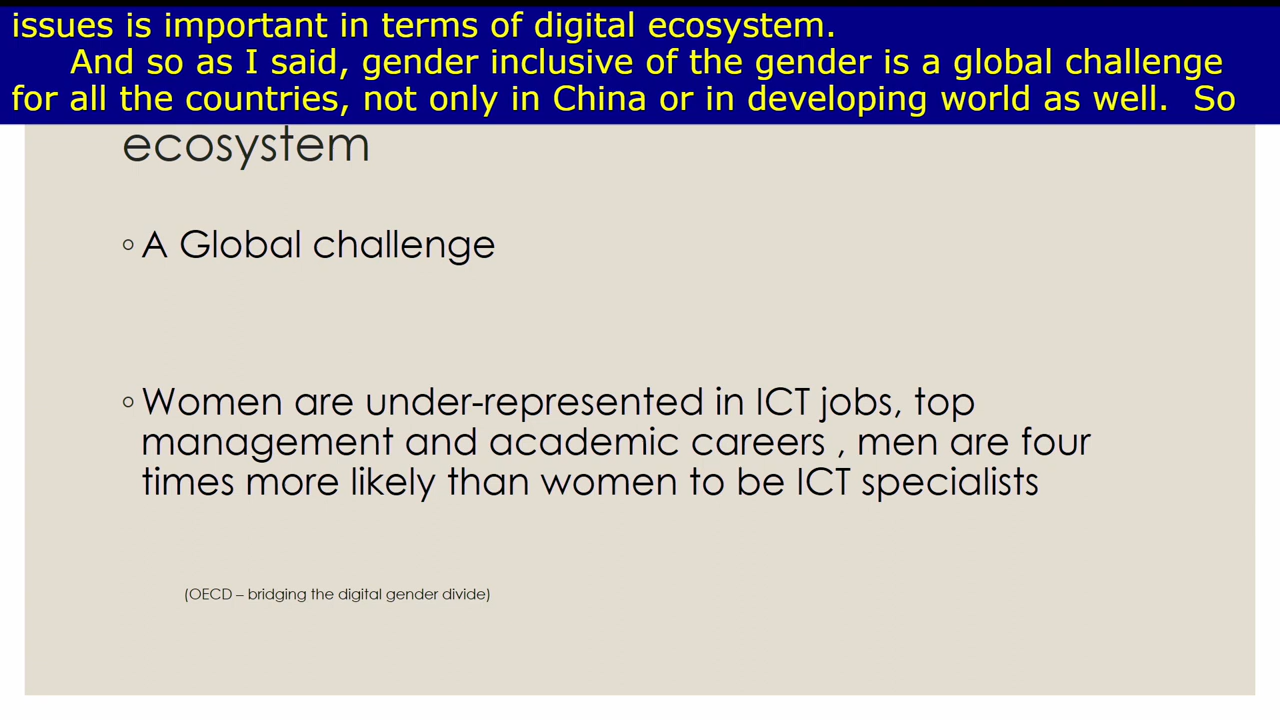 issues is important in terms of digital ecosystem.
And so as I said, gender inclusive of the gender is a global challenge
for all the countries, not only in China or in developing world as well.  So
ecosystem
◦A Global challenge
◦Women are under-represented in ICT jobs, top
management and academic careers , men are four
times more likely than women to be ICT specialists
(OECD – bridging the digital gender divide)